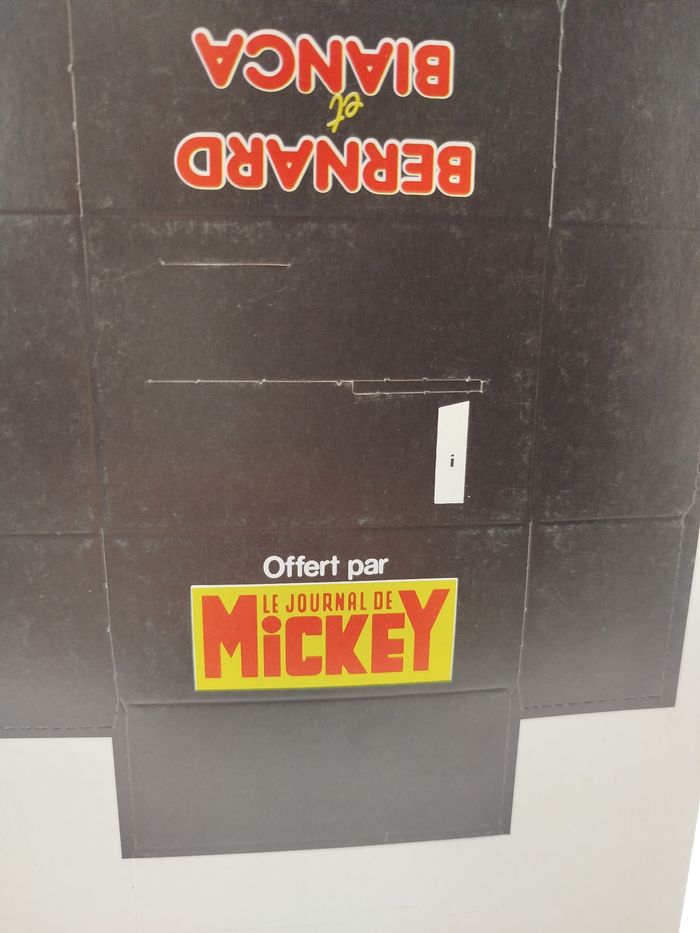 BERNARD
et
BIANCA
i
Offert par
LE JOURNAL DE
MiCKEY